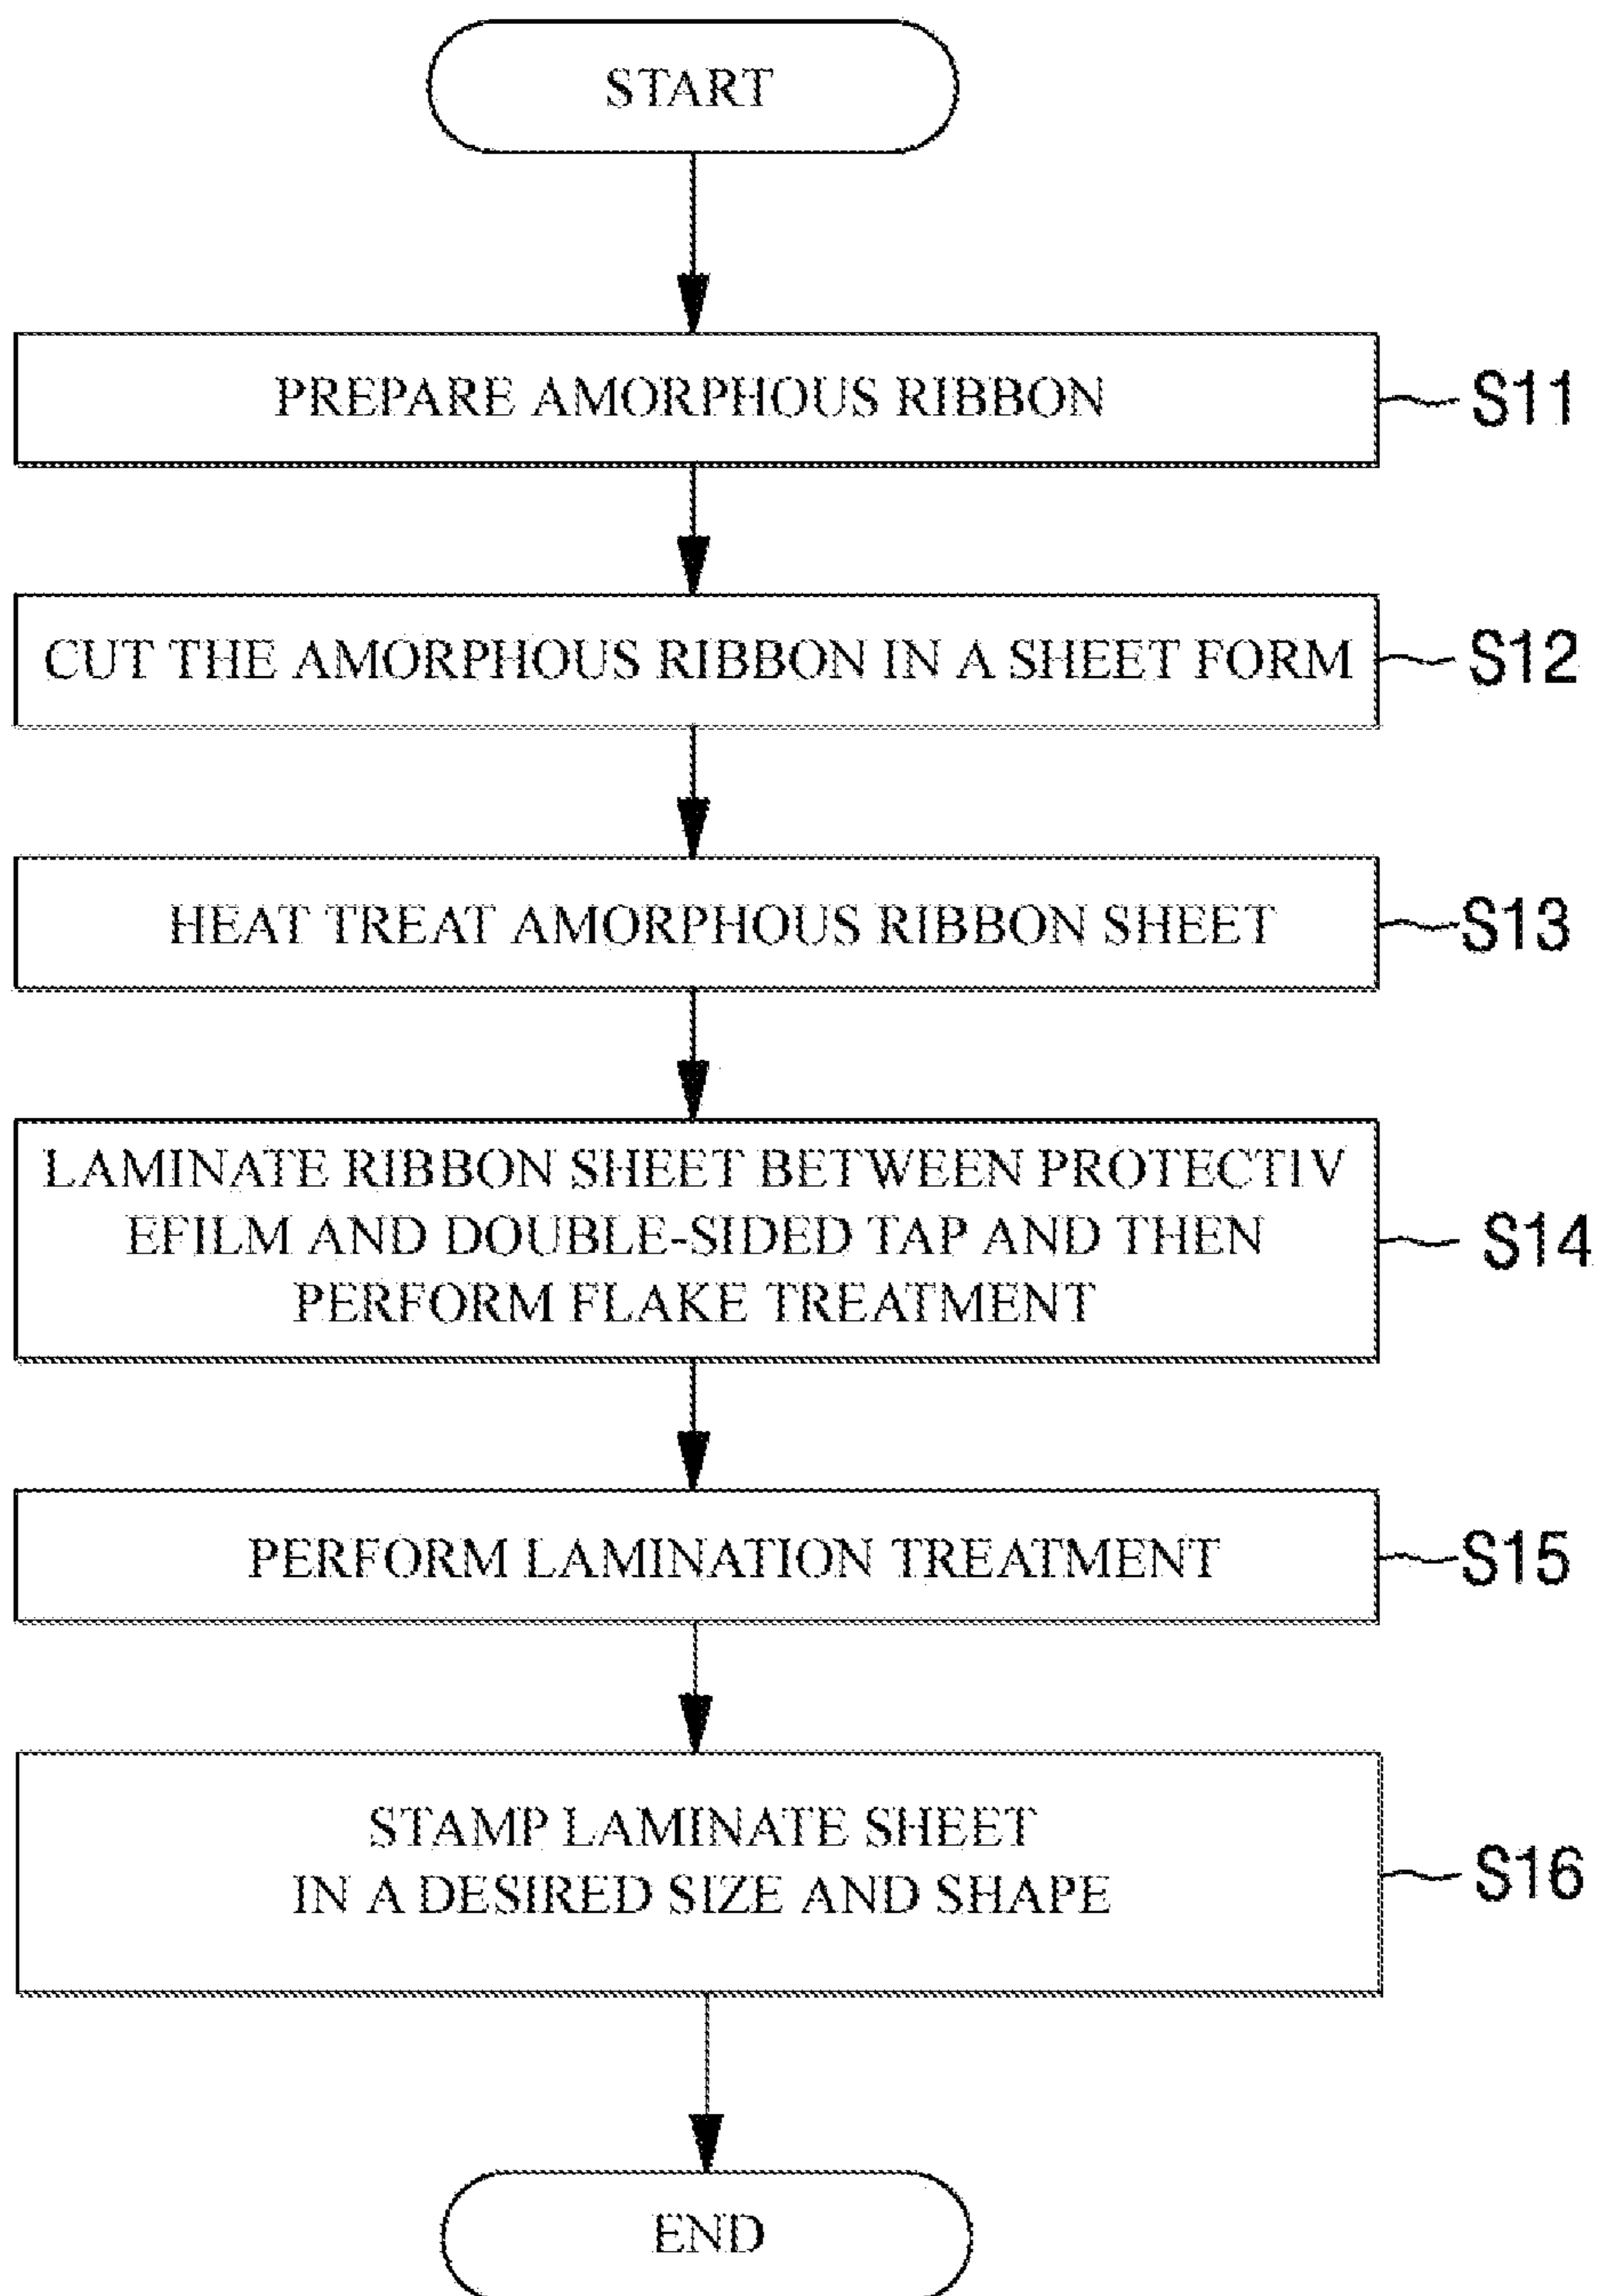 START
PREPARE AMORPHOUS RIBBON
S11
CUT THE AMORPHOUS RIBBON IN A SHEET FORM
S12
HEAT TREAT AMORPHOUS RIBBON SHEET
S13
LAMINATE RIBBON SHEET BETWEEN PROTECTIV
EFILM AND DOUBLE-SIDED TAP AND THEN
PERFORM FLAKE TREATMENT
S14
PERFORM LAMINATION TREATMENT
S15
STAMP LAMINATE SHEET
IN A DESIRED SIZE AND SHAPE
S16
END